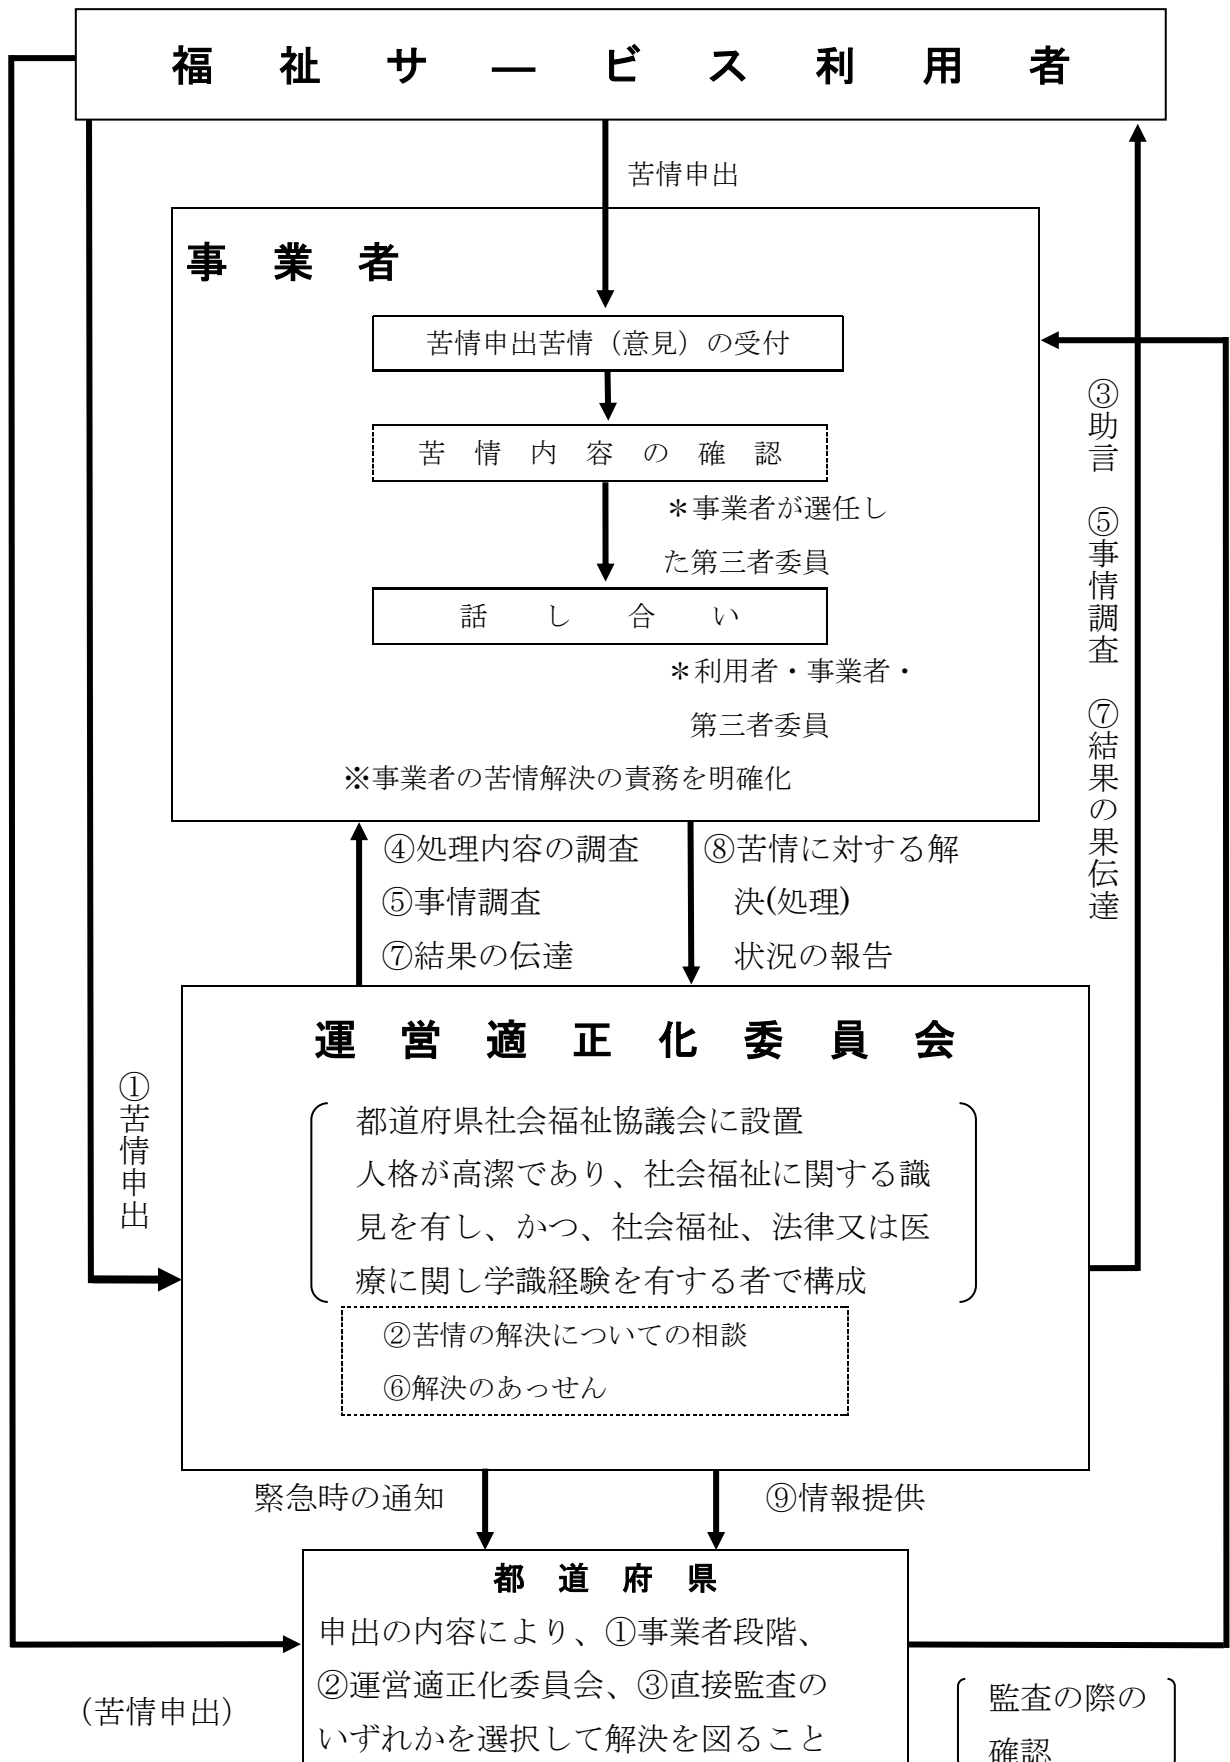 福祉サ―ビス利用者
苦情申出
事業者
苦情申出苦情（意見）の受付
苦情内容の確認
＊事業者が選任し
た第三者委員
話し合い
＊利用者・事業者・
第三者委員
※事業者の苦情解決の責務を明確化
③助言　⑤事情調査　⑦結果の果伝達
④処理内容の調査
⑤事情調査
⑦結果の伝達
⑧苦情に対する解
決(処理)
状況の報告
運営適正化委員会
①苦情申出
都道府県社会福祉協議会に設置
人格が高潔であり、社会福祉に関する識
見を有し、かつ、社会福祉、法律又は医
療に関し学識経験を有する者で構成
②苦情の解決についての相談
⑥解決のあっせん
緊急時の通知
⑨情報提供
都道府県
申出の内容により、①事業者段階、
②運営適正化委員会、③直接監査の
いずれかを選択して解決を図ること
（苦情申出）
監査の際の
確認